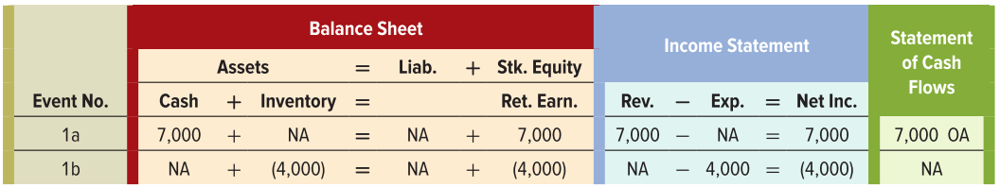 Balance Sheet
Income Statement
Statement
of Cash
Flows
Assets = Liab. + Stk. Equity
Event No. Cash + Inventory = Ret. Earn. Rev. − Exp. = Net Inc.
1a 7,000 + NA = NA + 7,000 7,000 − NA = 7,000 7,000 OA
1b NA + (4,000) = NA + (4,000) NA − 4,000 = (4,000) NA